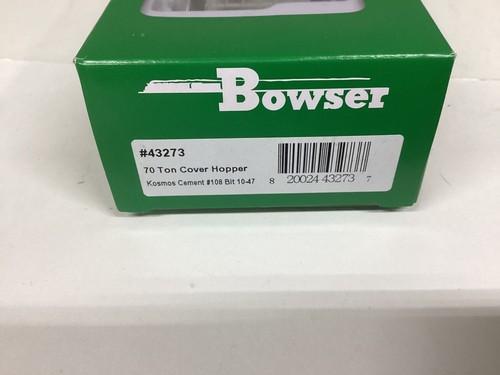 Bowser
#43273
70 Ton Cover Hopper
Kosmos Cement #108 Blt 10-47
8 20024 43273 7